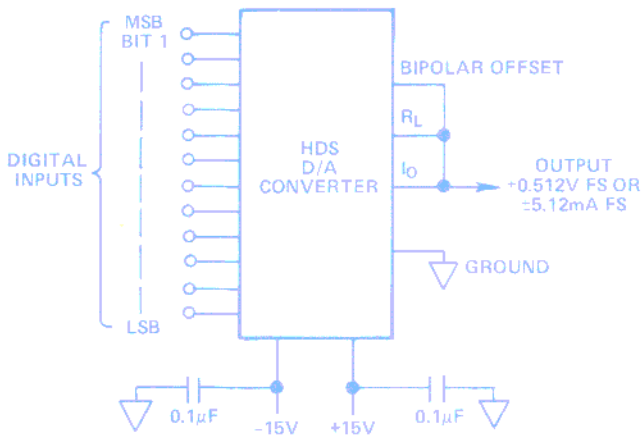 MSB
BIT 1
DIGITAL
INPUTS
LSB
HDS
D/A
CONVERTER
BIPOLAR OFFSET
RL
IO
OUTPUT
+0.512V FS OR
±5.12mA FS
GROUND
0.1µF
-15V
+15V
0.1µF